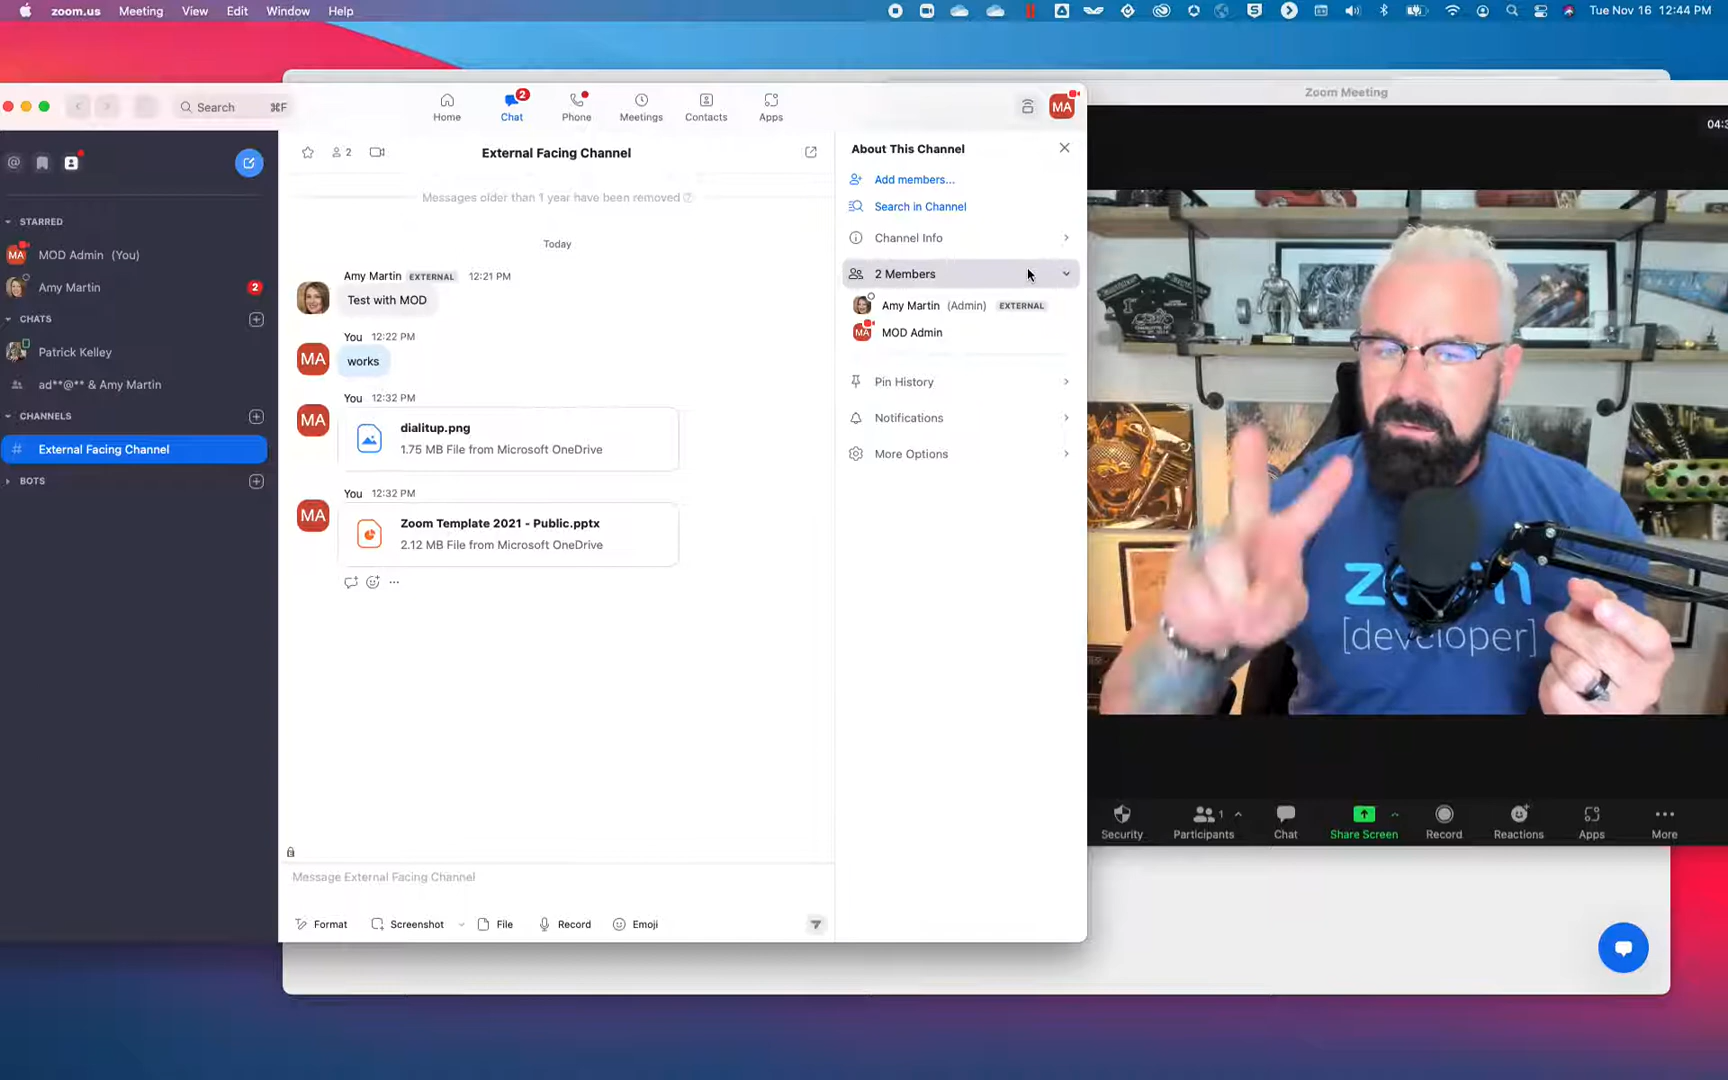 zoom.us Meeting View Edit Window Help
Tue Nov 16 12:44 PM
Search ⌘F
Home
Chat
2
Phone
Meetings
Contacts
Apps
MA
Zoom Meeting
STARRED
MA MOD Admin (You)
Amy Martin 2
CHATS
Patrick Kelley
ad**@** & Amy Martin
CHANNELS
# External Facing Channel
BOTS
2
External Facing Channel
Messages older than 1 year have been removed
Today
Amy Martin EXTERNAL 12:21 PM
Test with MOD
You 12:22 PM
MA works
You 12:32 PM
MA
dialitup.png
1.75 MB File from Microsoft OneDrive
You 12:32 PM
MA
Zoom Template 2021 - Public.pptx
2.12 MB File from Microsoft OneDrive
Message External Facing Channel
Format Screenshot File Record Emoji
About This Channel
Add members...
Search in Channel
Channel Info
2 Members
Amy Martin (Admin) EXTERNAL
MA MOD Admin
Pin History
Notifications
More Options
[developer]
Security
Participants
1
Chat
Share Screen
Record
Reactions
Apps
More